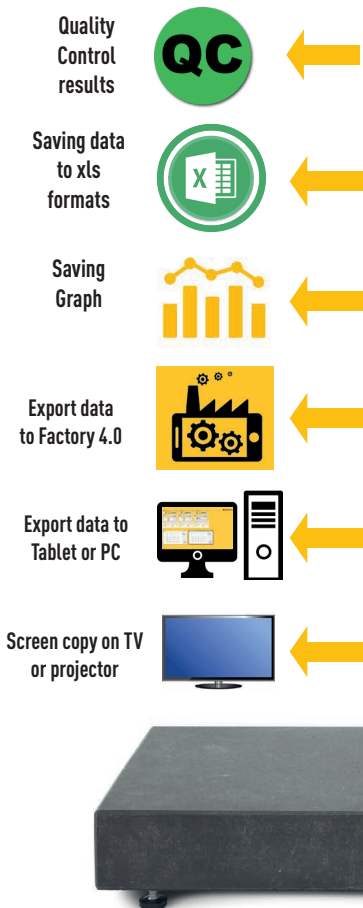 Quality
Control
results
QC
Saving data
to xls
formats
X
Saving
Graph
Export data
to Factory 4.0
Export data to
Tablet or PC
Screen copy on TV
or projector